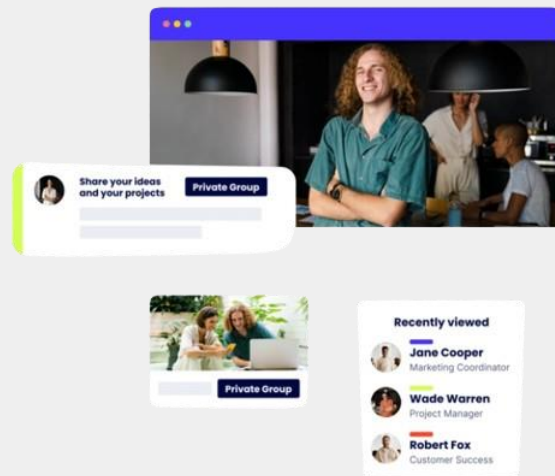 Share your ideas
and your projects
Private Group
Private Group
Recently viewed
Jane Cooper
Marketing Coordinator
Wade Warren
Project Manager
Robert Fox
Customer Success